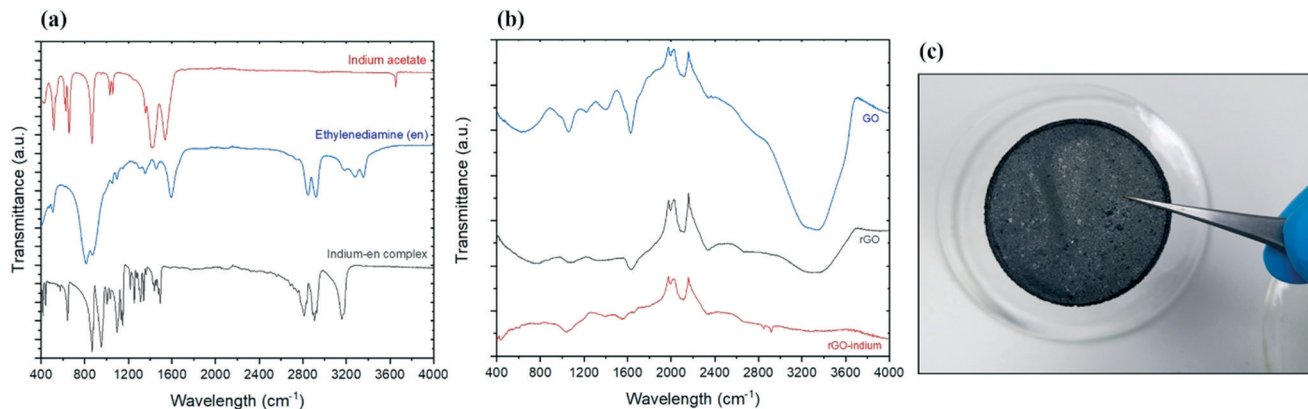 (a)
Indium acetate
Ethylenediamine (en)
Indium-en complex
Transmittance (a.u.)
400 800 1200 1600 2000 2400 2800 3200 3600 4000
Wavelength (cm⁻¹)
(b)
GO
rGO
rGO-indium
Transmittance (a.u.)
400 800 1200 1600 2000 2400 2800 3200 3600 4000
Wavelength (cm⁻¹)
(c)